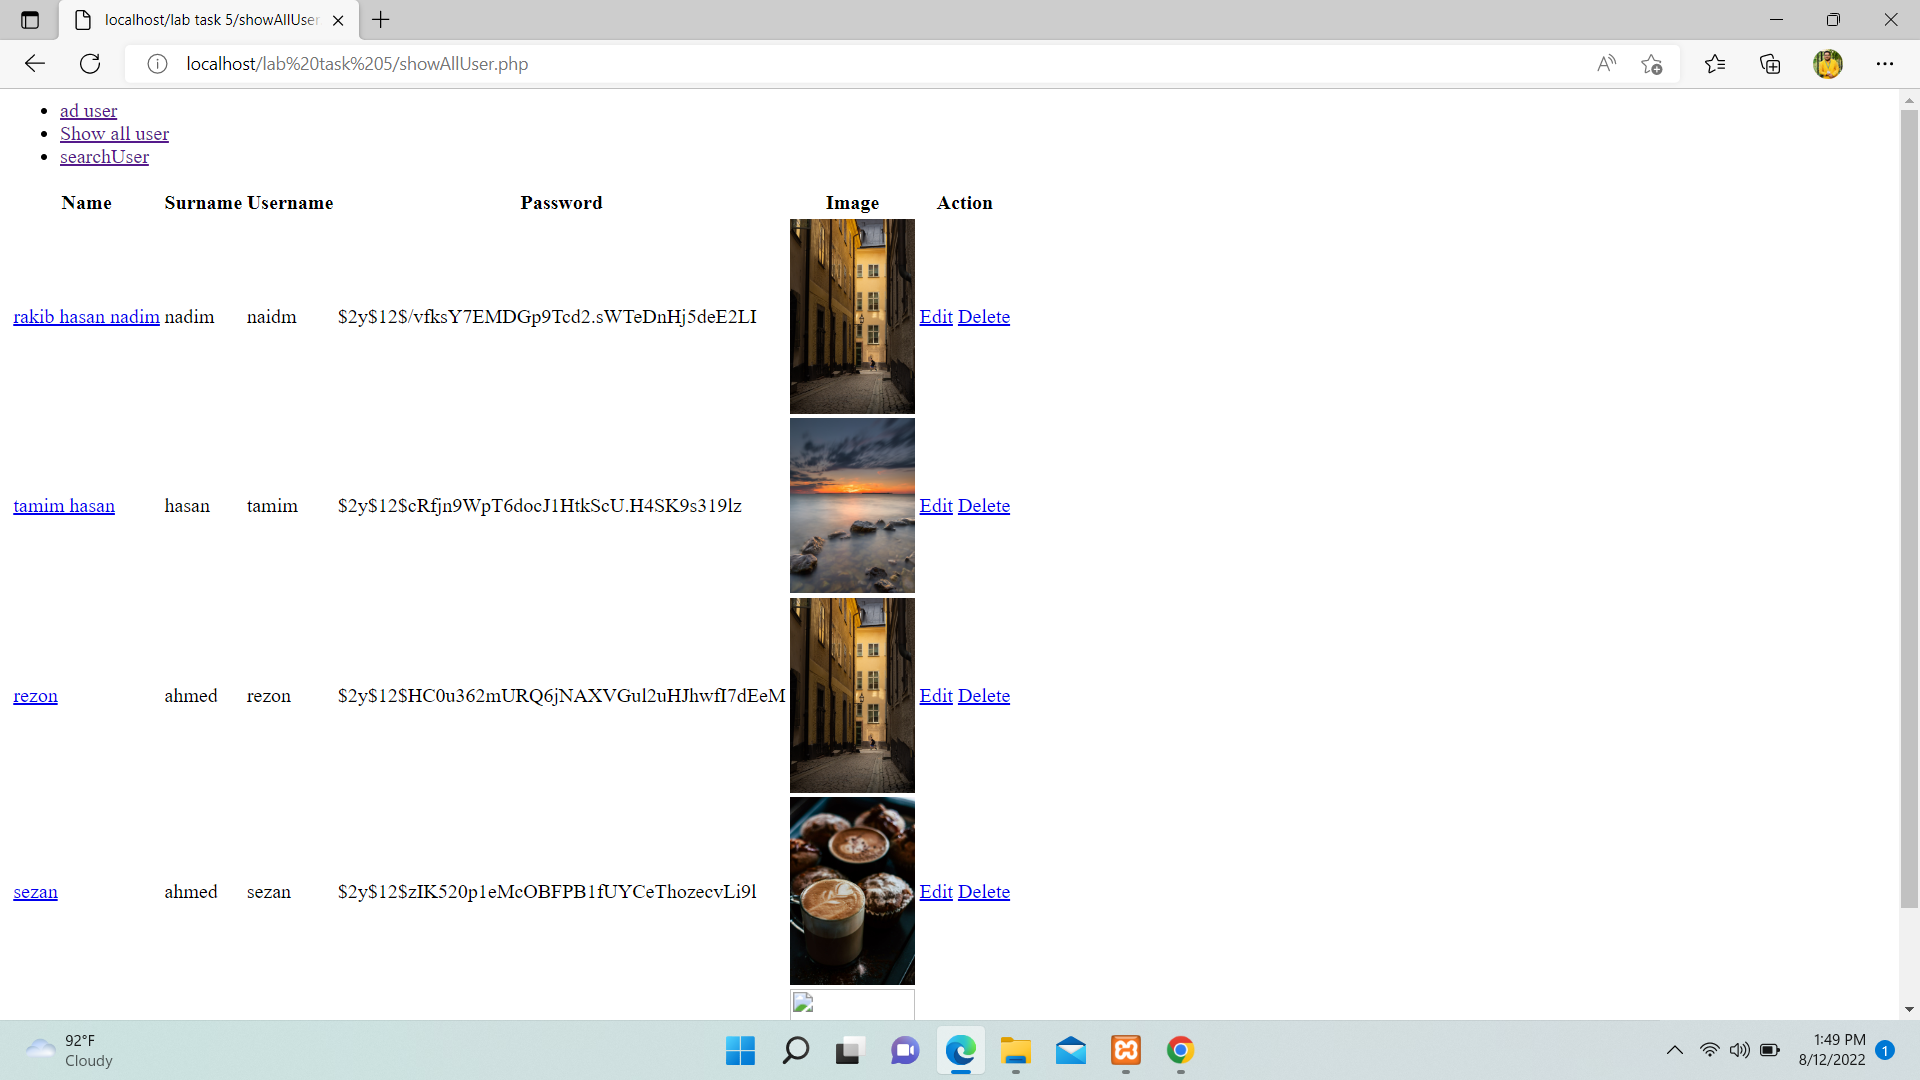 localhost/lab task 5/showAllUser
localhost/lab%20task%205/showAllUser.php
ad user
Show all user
searchUser
Name Surname Username Password Image Action
rakib hasan nadim nadim naidm $2y$12$/vfksY7EMDGp9Tcd2.sWTeDnHj5deE2LI Edit Delete
tamim hasan hasan tamim $2y$12$cRfjn9WpT6docJ1HtkScU.H4SK9s319lz Edit Delete
rezon ahmed rezon $2y$12$HC0u362mURQ6jNAXVGul2uHJhwfI7dEeM Edit Delete
sezan ahmed sezan $2y$12$zIK520p1eMcOBFPB1fUYCeThozecvLi9l Edit Delete
92°F
Cloudy
1:49 PM
8/12/2022
1